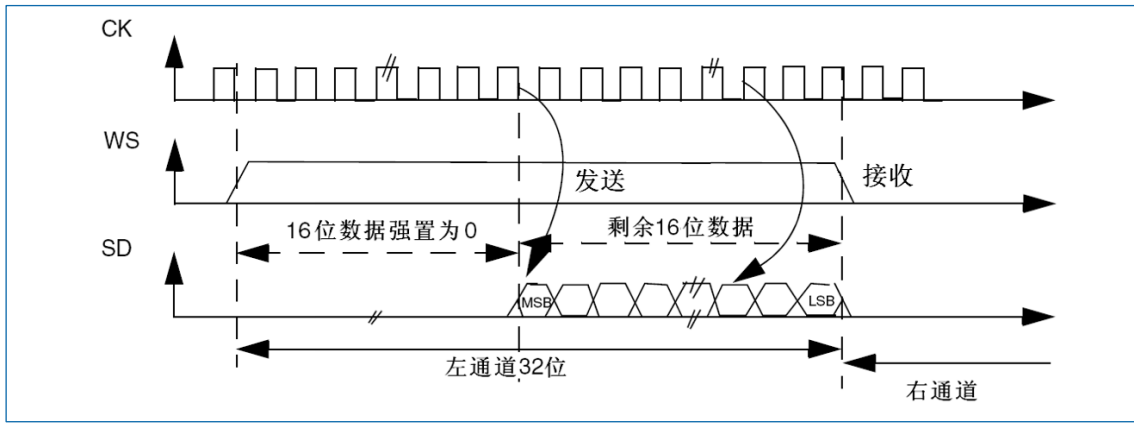 CK
WS
发送
接收
16位数据强置为0
剩余16位数据
SD
MSB
LSB
左通道32位
右通道